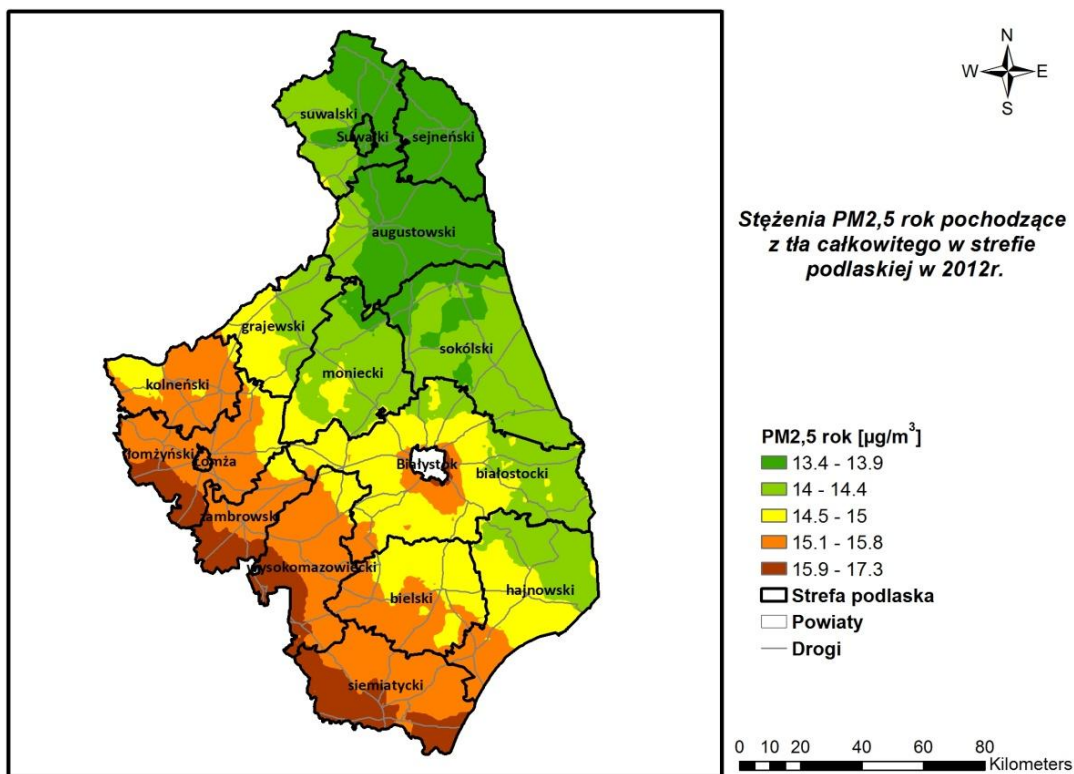 N
W E
S
Stężenia PM2,5 rok pochodzące
z tła całkowitego w strefie
podlaskiej w 2012r.
suwalski
Suwałki
sejneński
augustowski
grajewski
sokólski
moniecki
kolneński
łomżyński
Łomża
Białystok
białostocki
zambrowski
wysokomazowiecki
bielski
hajnowski
siemiatycki
PM2,5 rok [µg/m³]
13.4 - 13.9
14 - 14.4
14.5 - 15
15.1 - 15.8
15.9 - 17.3
Strefa podlaska
Powiaty
Drogi
0 5 10 20 40 60 80
Kilometers